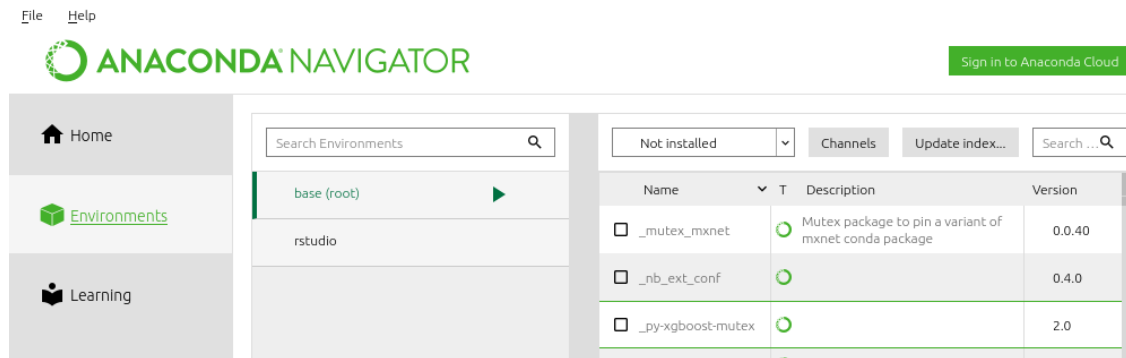 File Help
ANACONDA NAVIGATOR
Sign in to Anaconda Cloud
Home
Environments
Learning
Search Environments
base (root)
rstudio
Not installed Channels Update index... Search ...
Name T Description Version
_mutex_mxnet Mutex package to pin a variant of
mxnet conda package 0.0.40
_nb_ext_conf 0.4.0
_py-xgboost-mutex 2.0